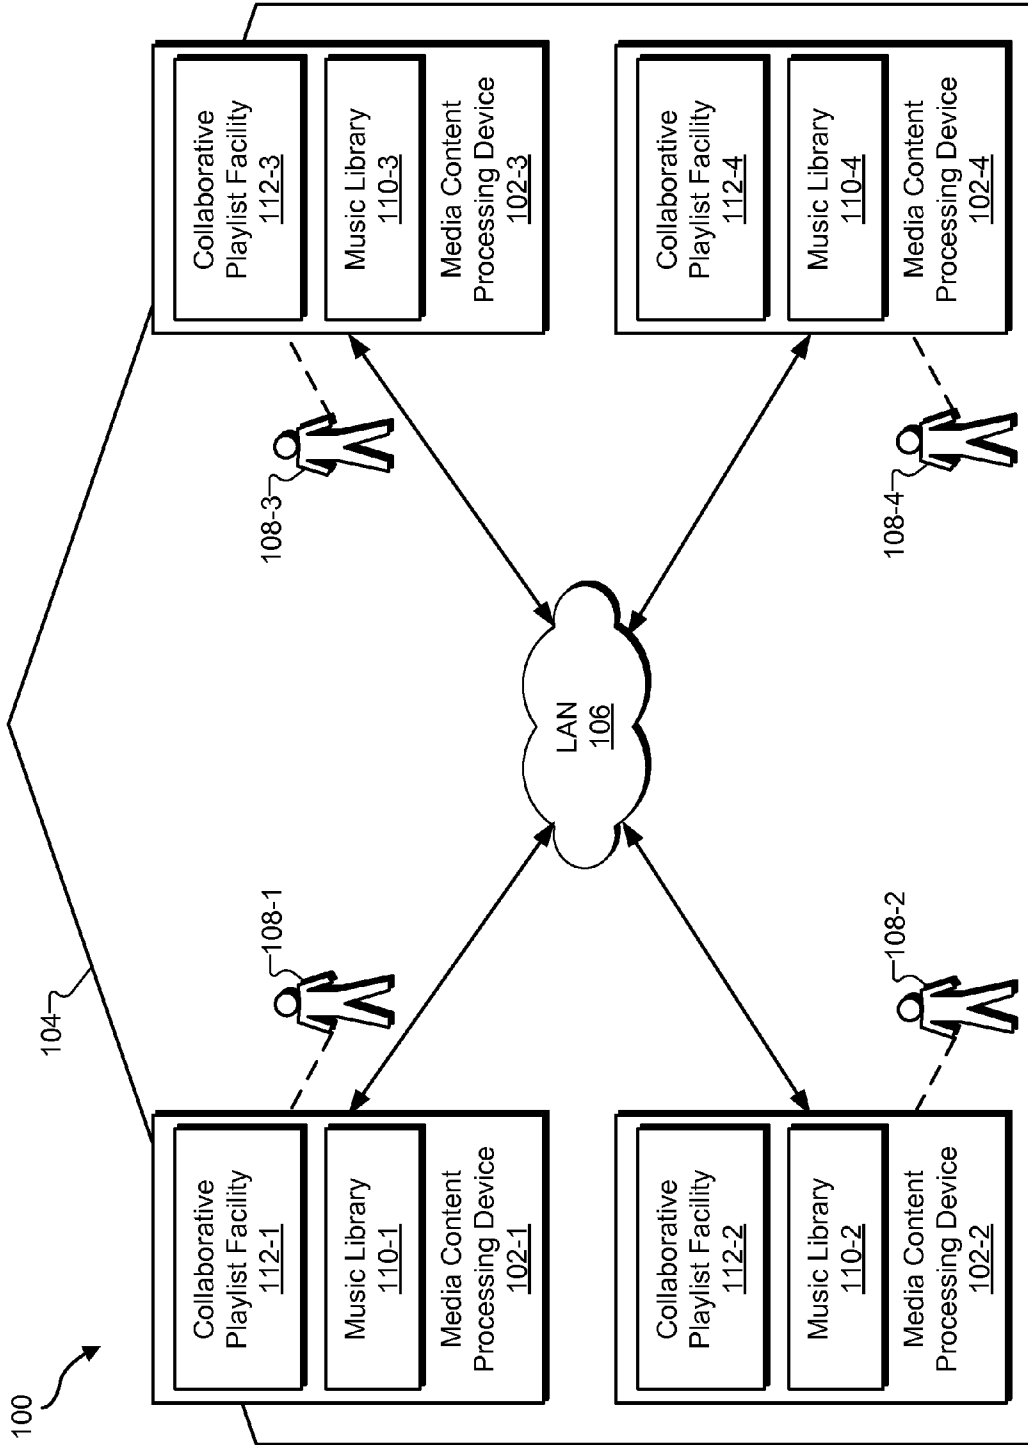 100
104
Collaborative
Playlist Facility
112-1
Music Library
110-1
Media Content
Processing Device
102-1
108-1
108-3
Collaborative
Playlist Facility
112-3
Music Library
110-3
Media Content
Processing Device
102-3
LAN
106
Collaborative
Playlist Facility
112-2
Music Library
110-2
Media Content
Processing Device
102-2
108-2
108-4
Collaborative
Playlist Facility
112-4
Music Library
110-4
Media Content
Processing Device
102-4